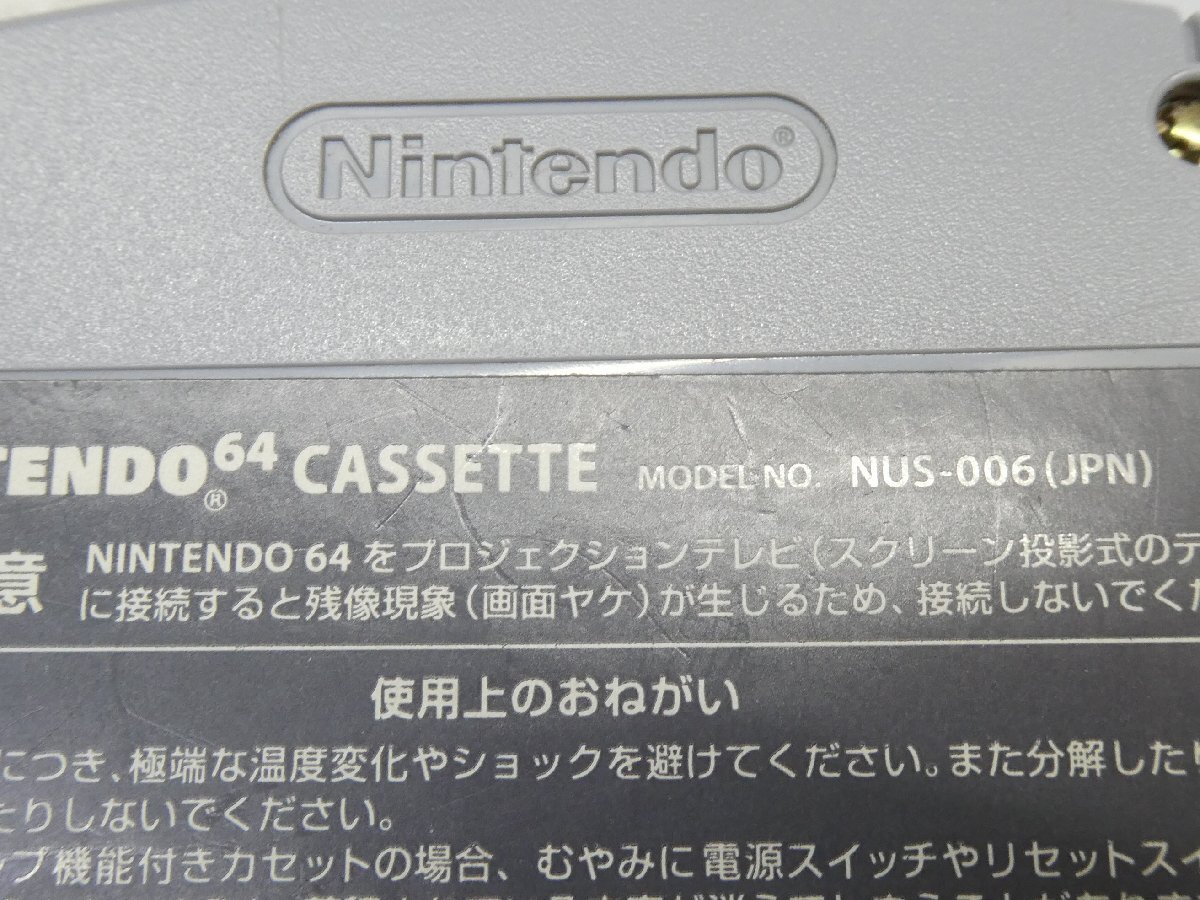 Nintendo®
TENDO®64 CASSETTE MODEL NO. NUS-006(JPN)
意 NINTENDO 64 をプロジェクションテレビ(スクリーン投影式のテ
に接続すると残像現象(画面ヤケ)が生じるため、接続しないでくだ
使用上のおねがい
につき、極端な温度変化やショックを避けてください。また分解したり
たりしないでください。
ップ機能付きカセットの場合、むやみに電源スイッチやリセットスイ